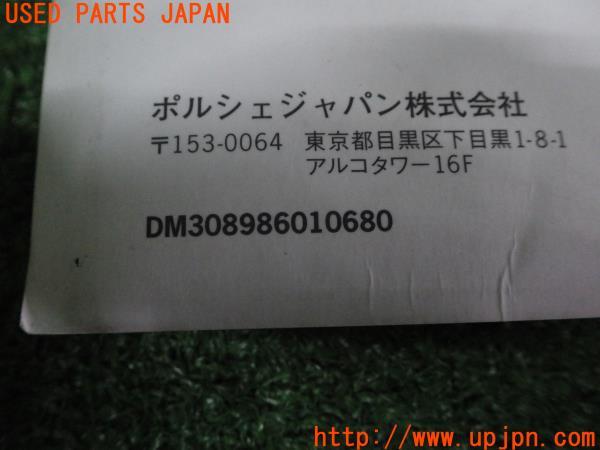 USED PARTS JAPAN
ポルシェジャパン株式会社
〒153-0064 東京都目黒区下目黒1-8-1
アルコタワー16F
DM308986010680
http://www.upjpn.com/